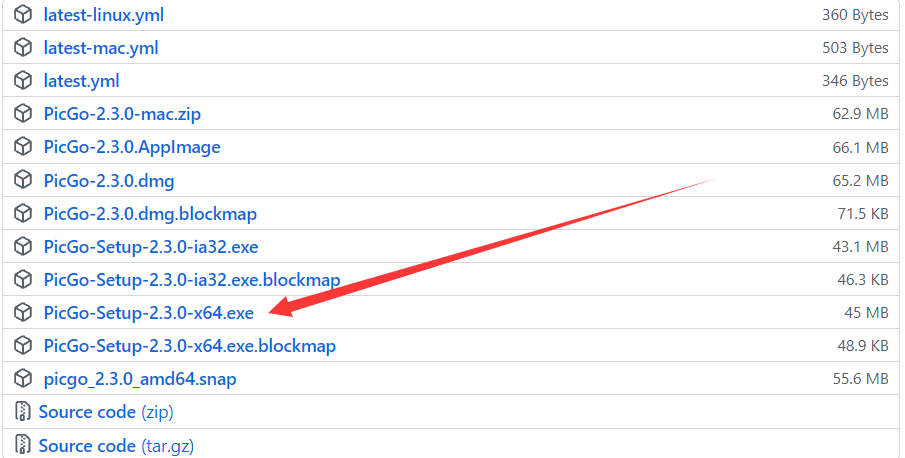 latest-linux.yml 360 Bytes
latest-mac.yml 503 Bytes
latest.yml 346 Bytes
PicGo-2.3.0-mac.zip 62.9 MB
PicGo-2.3.0.AppImage 66.1 MB
PicGo-2.3.0.dmg 65.2 MB
PicGo-2.3.0.dmg.blockmap 71.5 KB
PicGo-Setup-2.3.0-ia32.exe 43.1 MB
PicGo-Setup-2.3.0-ia32.exe.blockmap 46.3 KB
PicGo-Setup-2.3.0-x64.exe 45 MB
PicGo-Setup-2.3.0-x64.exe.blockmap 48.9 KB
picgo_2.3.0_amd64.snap 55.6 MB
Source code (zip)
Source code (tar.gz)